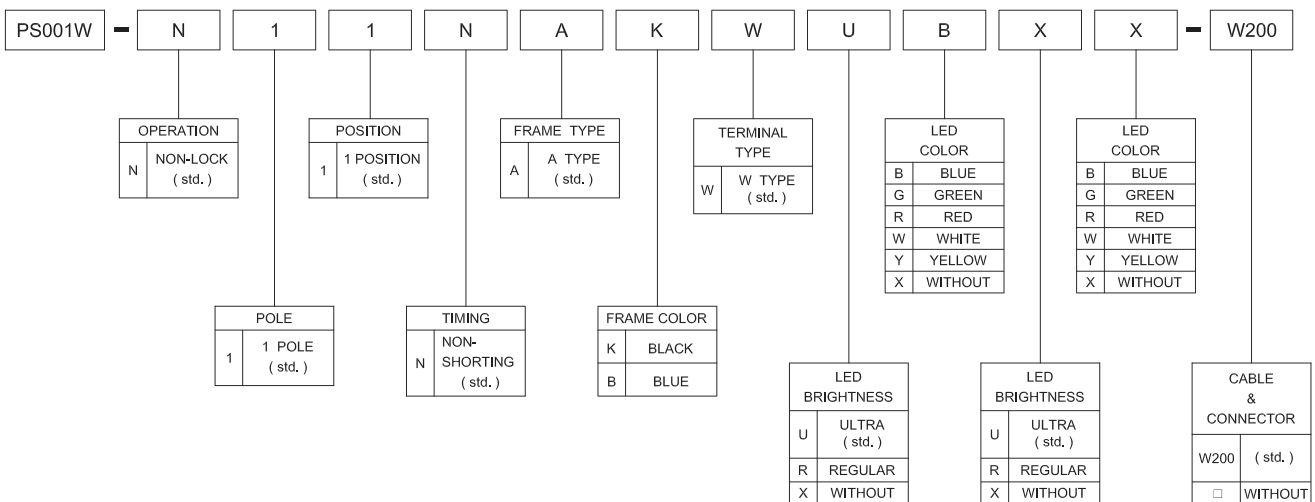 PS001W - N 1 1 N A K W U B X X - W200
OPERATION
N NON-LOCK
( std. )
POSITION
1 1 POSITION
( std. )
FRAME TYPE
A A TYPE
( std. )
TERMINAL
TYPE
W W TYPE
( std. )
LED
COLOR
B BLUE
G GREEN
R RED
W WHITE
Y YELLOW
X WITHOUT
LED
COLOR
B BLUE
G GREEN
R RED
W WHITE
Y YELLOW
X WITHOUT
POLE
1 1 POLE
( std. )
TIMING
N NON-
SHORTING
( std. )
FRAME COLOR
K BLACK
B BLUE
LED
BRIGHTNESS
U ULTRA
( std. )
R REGULAR
X WITHOUT
LED
BRIGHTNESS
U ULTRA
( std. )
R REGULAR
X WITHOUT
CABLE
&
CONNECTOR
W200 ( std. )
□ WITHOUT